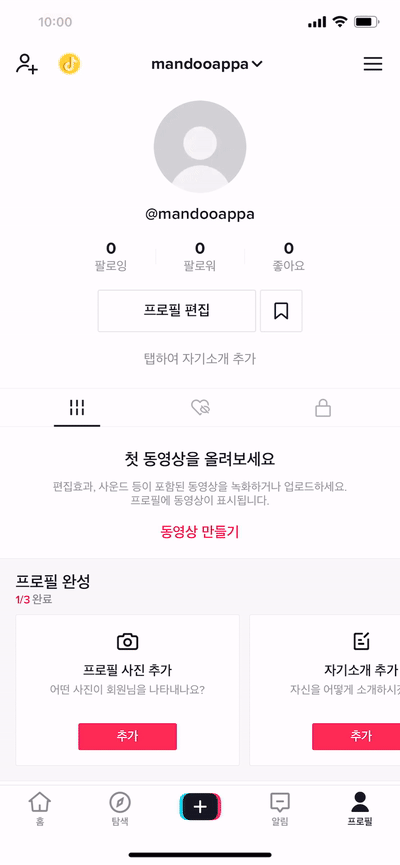 10:00
mandooappa
@mandooappa
0 0 0
팔로잉 팔로워 좋아요
프로필 편집
탭하여 자기소개 추가
첫 동영상을 올려보세요
편집효과, 사운드 등이 포함된 동영상을 녹화하거나 업로드하세요.
프로필에 동영상이 표시됩니다.
동영상 만들기
프로필 완성
1/3 완료
프로필 사진 추가 자기소개 추가
어떤 사진이 회원님을 나타내나요? 자신을 어떻게
추가 추가
홈 탐색 알림 프로필